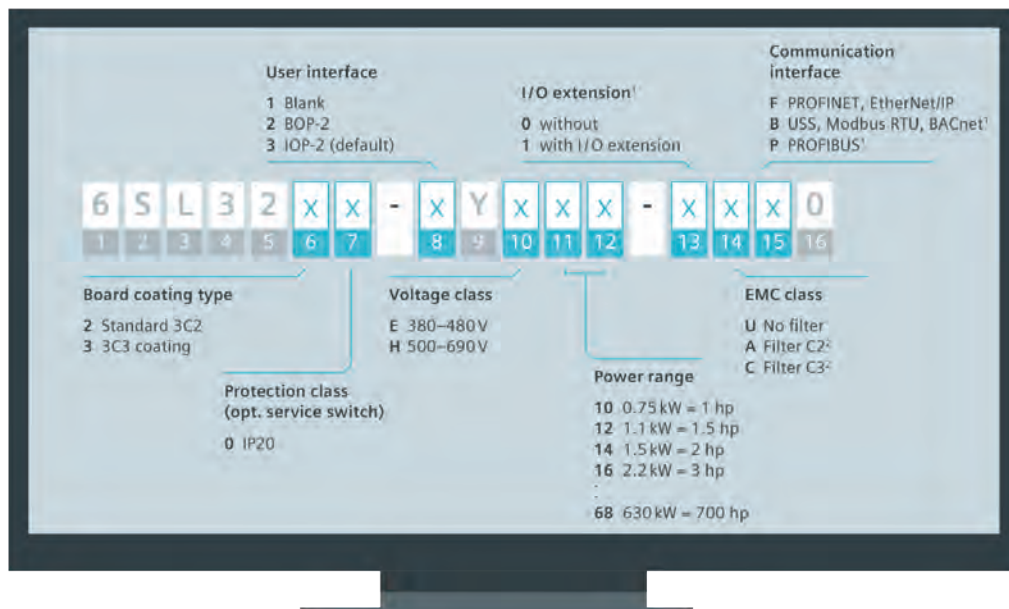 User interface
1 Blank
2 BOP-2
3 IOP-2 (default)
I/O extension¹
0 without
1 with I/O extension
Communication
interface
F PROFINET, EtherNet/IP
B USS, Modbus RTU, BACnet¹
P PROFIBUS¹
6 S L 3 2 x x - x Y x x x - x x x 0
1 2 3 4 5 6 7 8 9 10 11 12 13 14 15 16
Board coating type
2 Standard 3C2
3 3C3 coating
Protection class
(opt. service switch)
0 IP20
Voltage class
E 380–480 V
H 500–690 V
Power range
10 0.75 kW = 1 hp
12 1.1 kW = 1.5 hp
14 1.5 kW = 2 hp
16 2.2 kW = 3 hp
:
68 630 kW = 700 hp
EMC class
U No filter
A Filter C2²
C Filter C3²